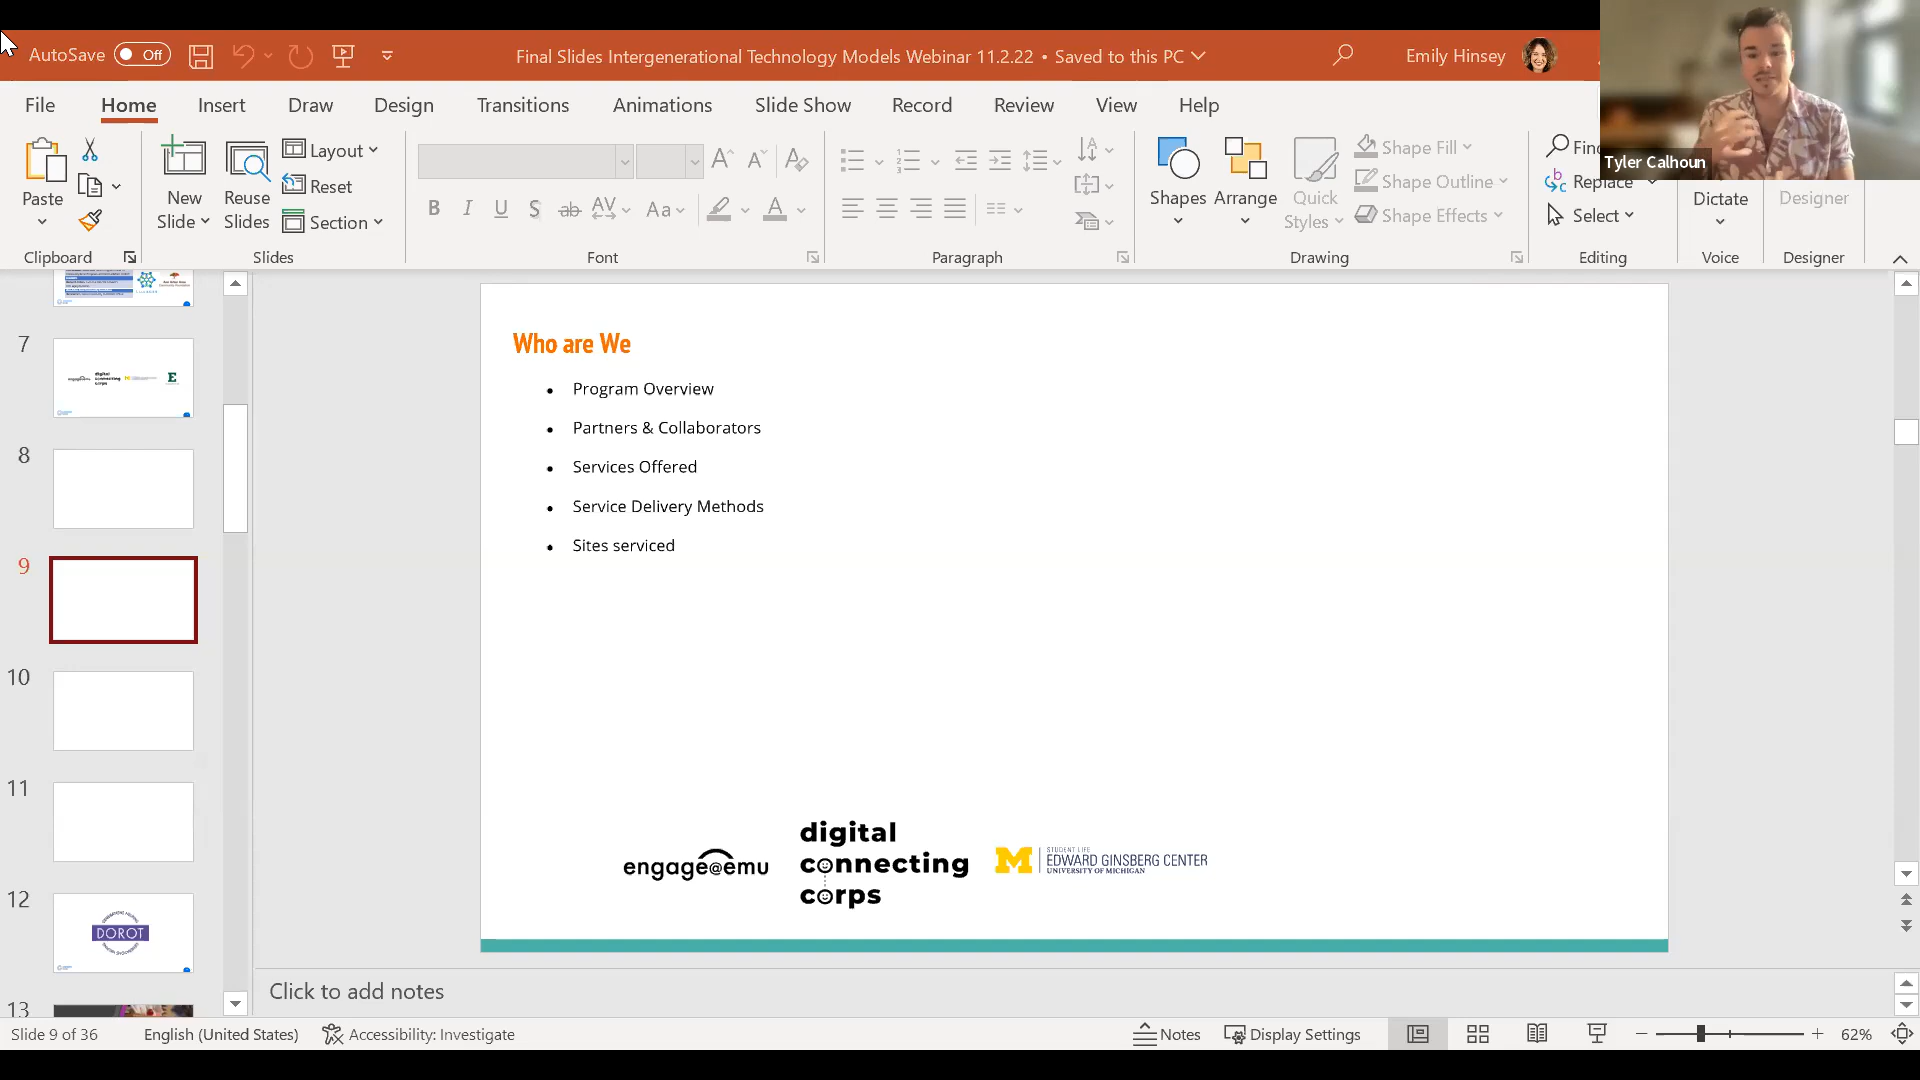 AutoSave Off
Final Slides Intergenerational Technology Models Webinar 11.2.22 • Saved to this PC
Emily Hinsey
Tyler Calhoun
File Home Insert Draw Design Transitions Animations Slide Show Record Review View Help
Paste
New Slide
Reuse Slides
Layout
Reset
Section
B I U S ab AV Aa A
Shapes
Arrange
Quick Styles
Shape Fill
Shape Outline
Shape Effects
Replace
Select
Dictate
Designer
Clipboard Slides Font Paragraph Drawing Editing Voice Designer
7
8
9
10
11
12
DOROT
13
Who are We
• Program Overview
• Partners & Collaborators
• Services Offered
• Service Delivery Methods
• Sites serviced
engage@emu
digital
connecting
corps
M
STUDENT LIFE
EDWARD GINSBERG CENTER
UNIVERSITY OF MICHIGAN
Click to add notes
Slide 9 of 36 English (United States) Accessibility: Investigate Notes Display Settings 62%